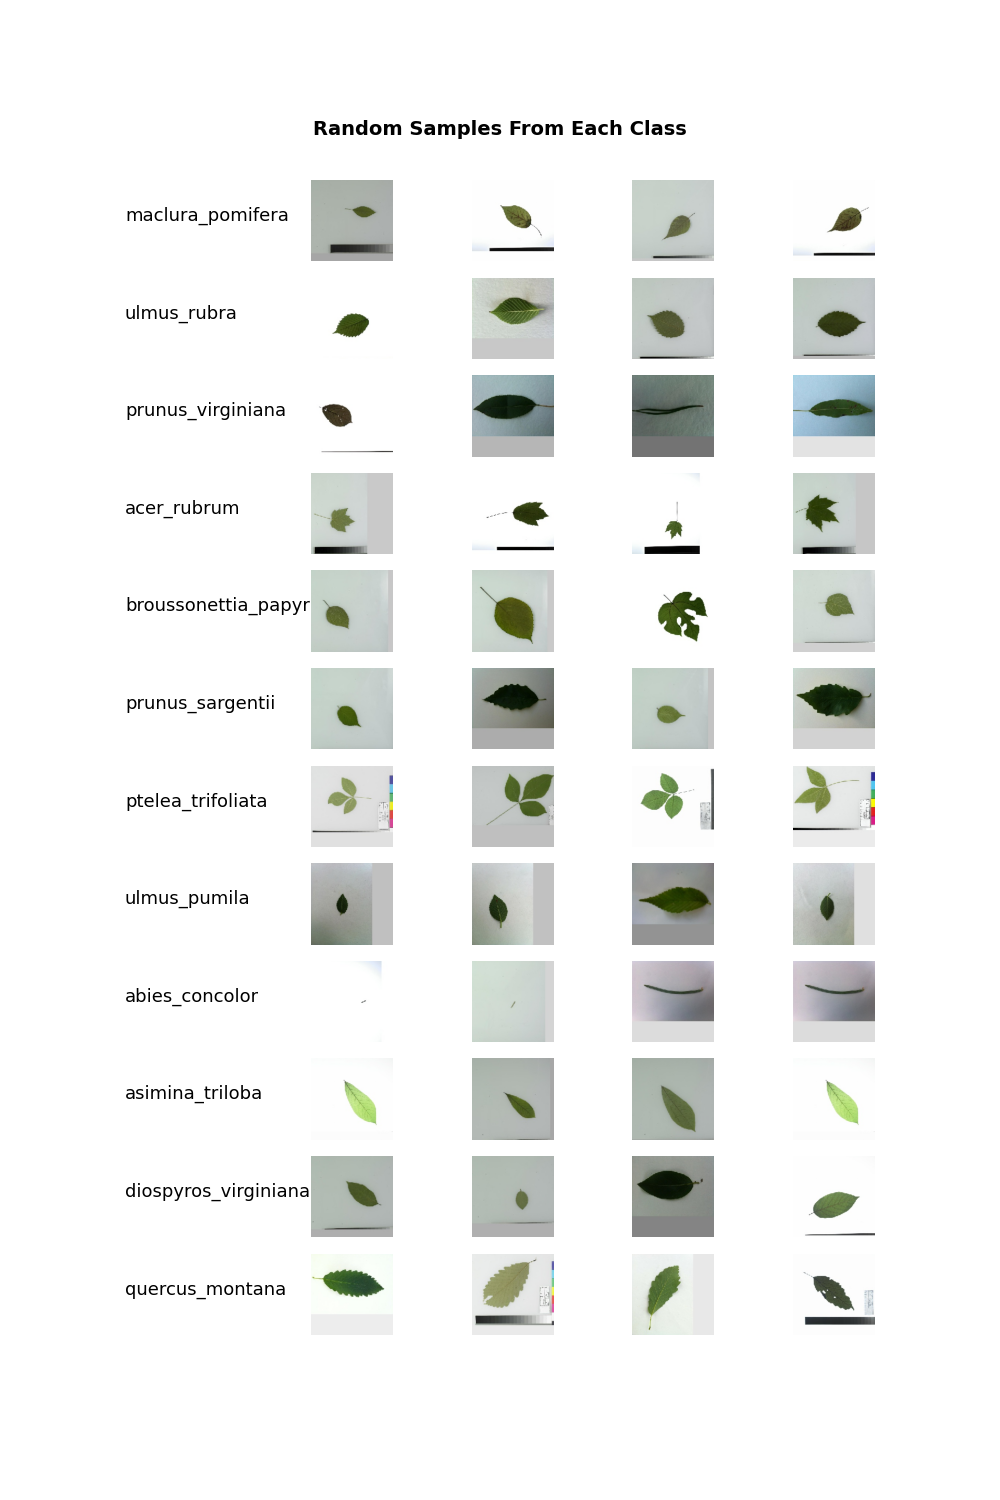 Random Samples From Each Class
maclura_pomifera
ulmus_rubra
prunus_virginiana
acer_rubrum
broussonettia_papyr
prunus_sargentii
ptelea_trifoliata
ulmus_pumila
abies_concolor
asimina_triloba
diospyros_virginiana
quercus_montana